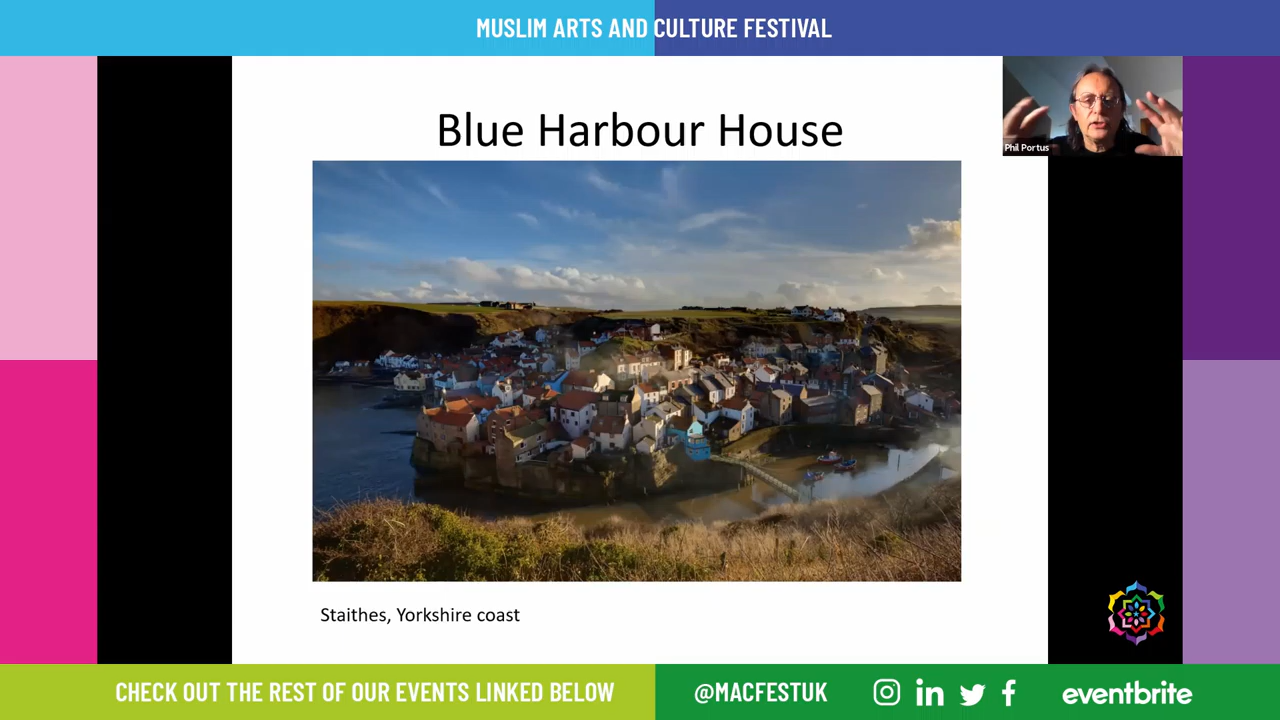 MUSLIM ARTS AND CULTURE FESTIVAL
Blue Harbour House
Phil Portus
Staithes, Yorkshire coast
CHECK OUT THE REST OF OUR EVENTS LINKED BELOW
@MACFESTUK
eventbrite